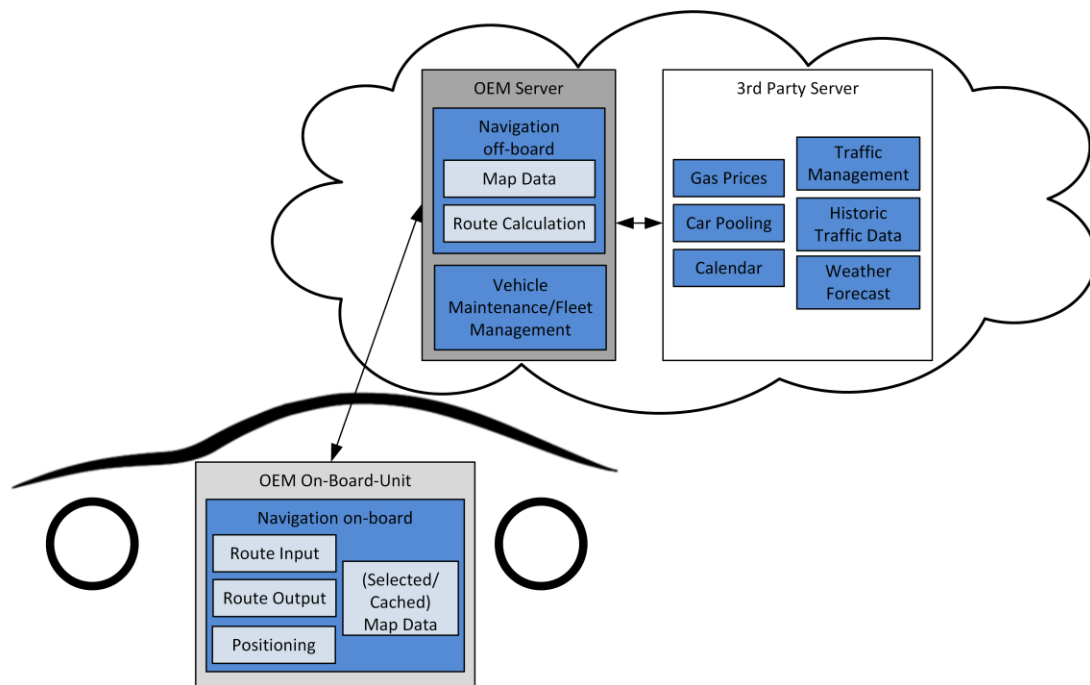 OEM Server
Navigation
off-board
Map Data
Route Calculation
Vehicle
Maintenance/Fleet
Management
3rd Party Server
Gas Prices
Car Pooling
Calendar
Traffic
Management
Historic
Traffic Data
Weather
Forecast
OEM On-Board-Unit
Navigation on-board
Route Input
Route Output
Positioning
(Selected/
Cached)
Map Data